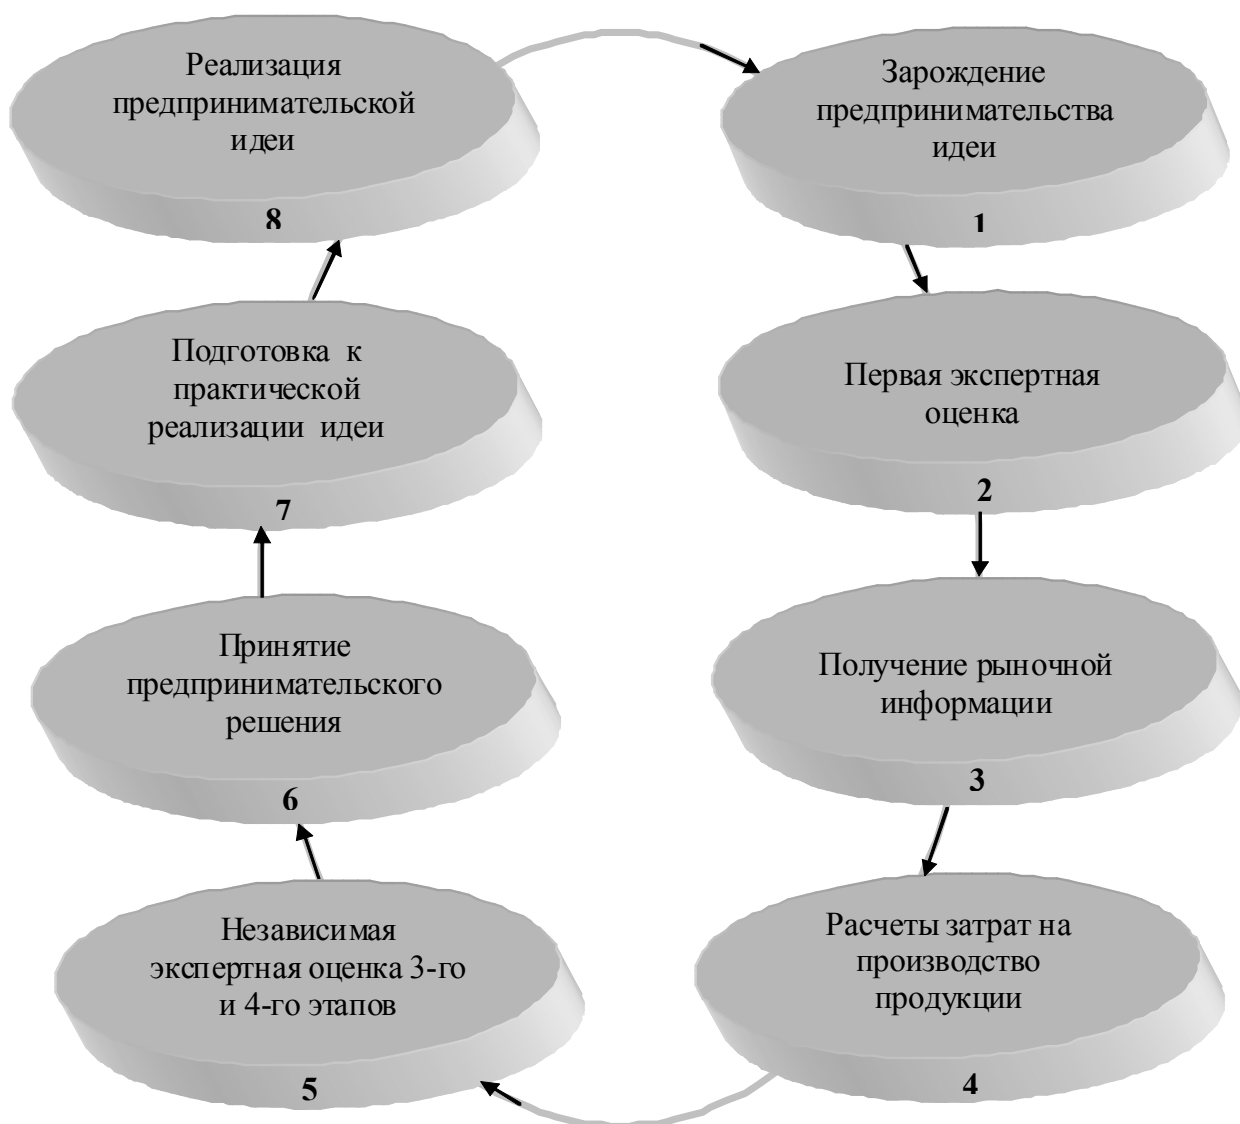 Зарождение
предпринимательства
идеи
1
Первая экспертная
оценка
2
Получение рыночной
информации
3
Расчеты затрат на
производство
продукции
4
Независимая
экспертная оценка 3-го
и 4-го этапов
5
Принятие
предпринимательского
решения
6
Подготовка к
практической
реализации идеи
7
Реализация
предпринимательской
идеи
8